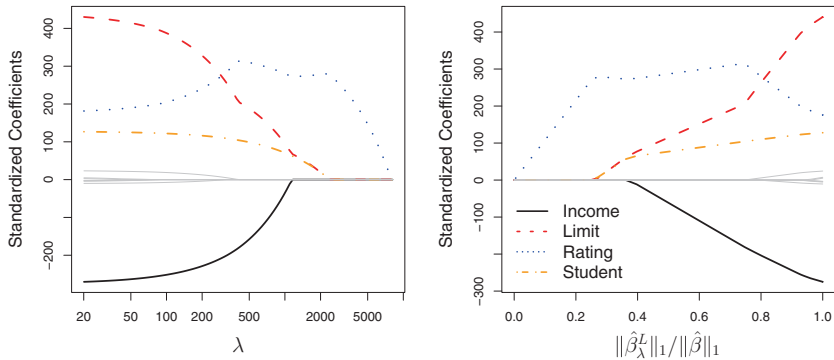 Standardized Coefficients
400
300
200
100
0
−200
20 50 100 200 500 2000 5000
λ
Standardized Coefficients
400
300
200
100
0
−100
−300
0.0 0.2 0.4 0.6 0.8 1.0
‖β̂λL‖1/‖β̂‖1
Income
Limit
Rating
Student